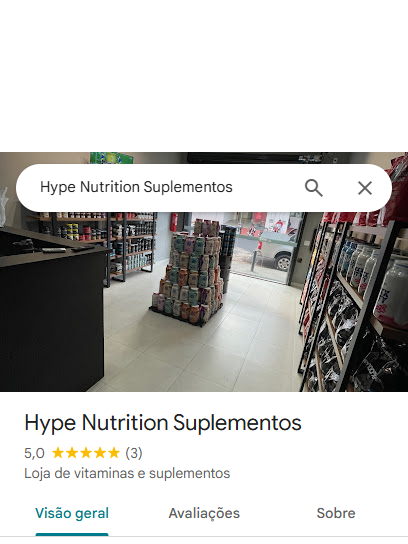 Hype Nutrition Suplementos
Hype Nutrition Suplementos
5,0 (3)
Loja de vitaminas e suplementos
Visão geral
Avaliações
Sobre